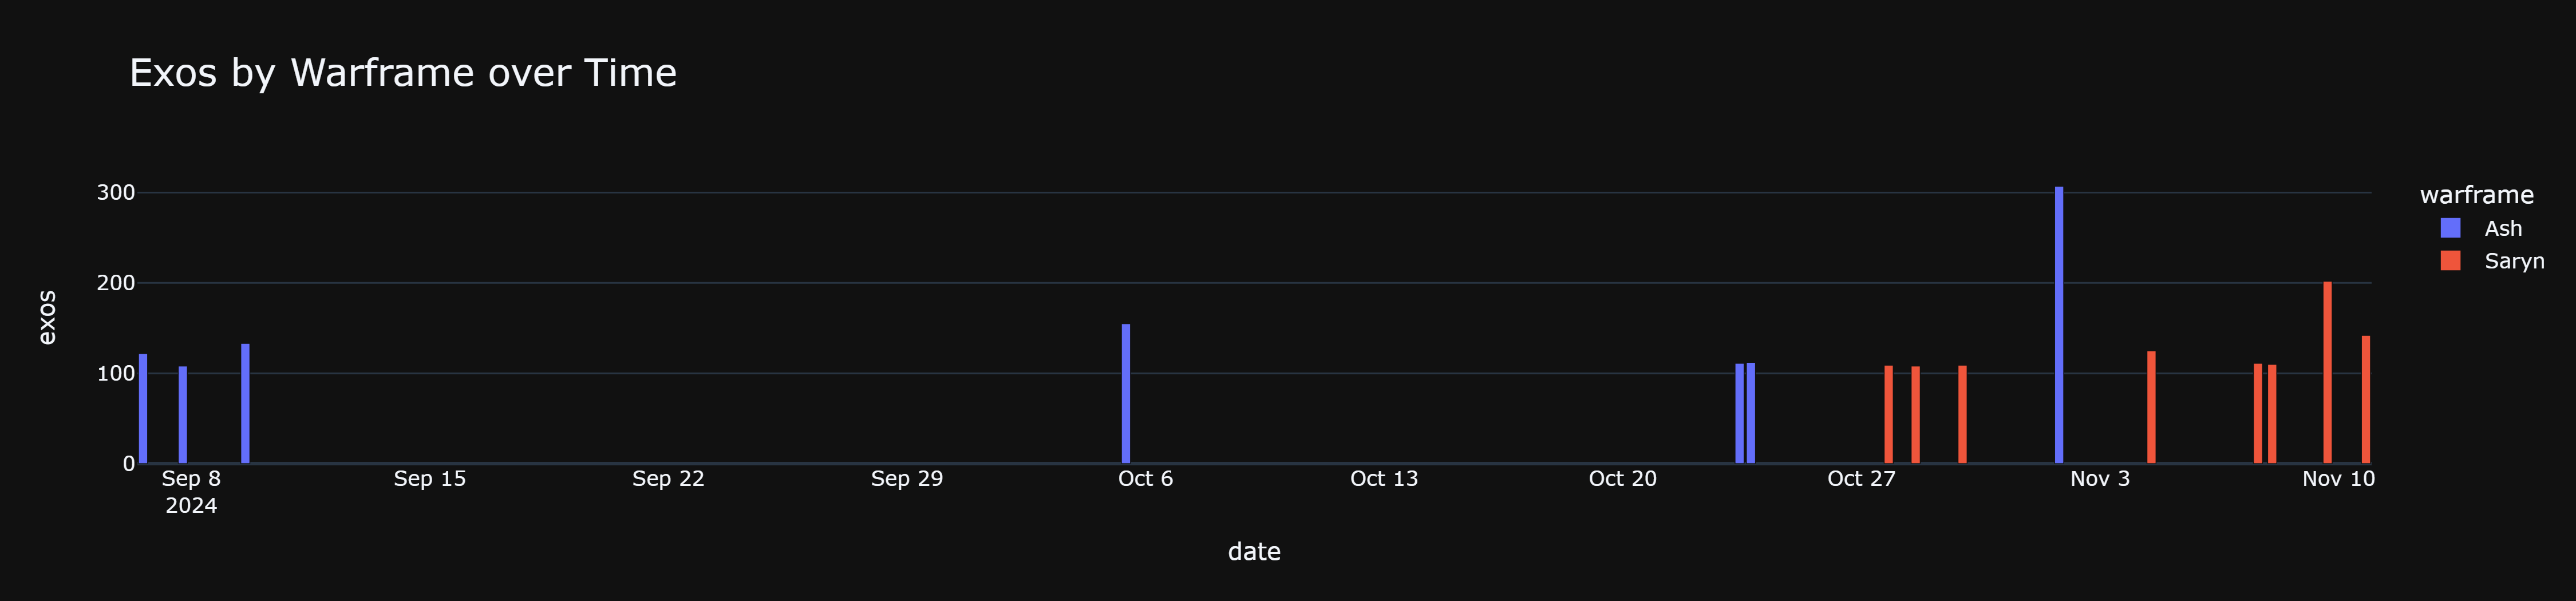 Exos by Warframe over Time
300
200
100
0
exos
Sep 8
2024
Sep 15
Sep 22
Sep 29
Oct 6
Oct 13
Oct 20
Oct 27
Nov 3
Nov 10
date
warframe
Ash
Saryn